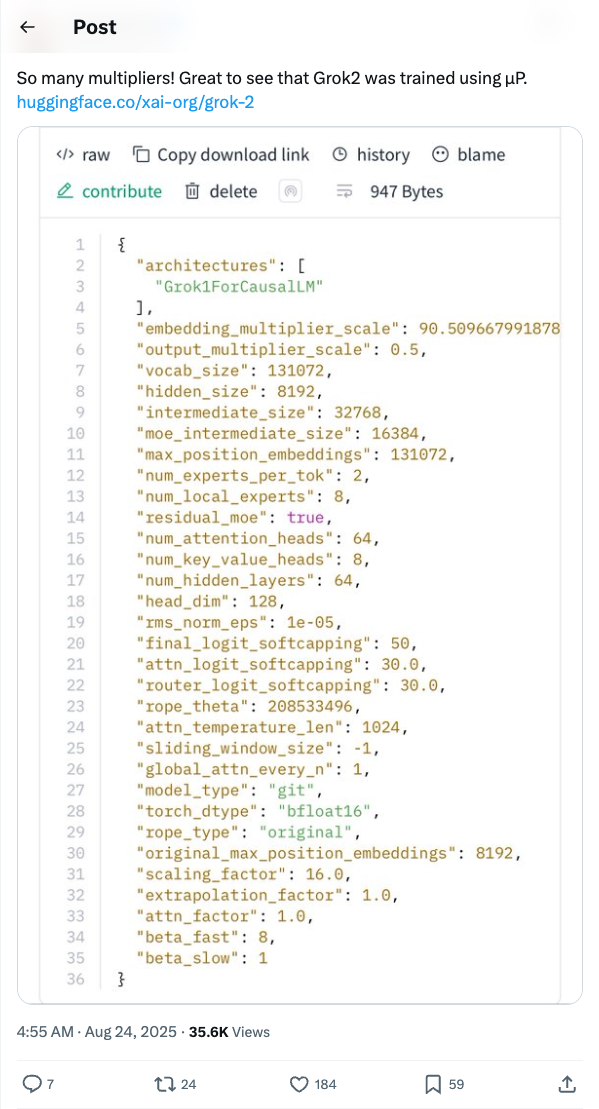 Post
So many multipliers! Great to see that Grok2 was trained using µP.
huggingface.co/xai-org/grok-2
</> raw Copy download link history blame
contribute delete 947 Bytes
1 {
2 "architectures": [
3 "Grok1ForCausalLM"
4 ],
5 "embedding_multiplier_scale": 90.509667991878
6 "output_multiplier_scale": 0.5,
7 "vocab_size": 131072,
8 "hidden_size": 8192,
9 "intermediate_size": 32768,
10 "moe_intermediate_size": 16384,
11 "max_position_embeddings": 131072,
12 "num_experts_per_tok": 2,
13 "num_local_experts": 8,
14 "residual_moe": true,
15 "num_attention_heads": 64,
16 "num_key_value_heads": 8,
17 "num_hidden_layers": 64,
18 "head_dim": 128,
19 "rms_norm_eps": 1e-05,
20 "final_logit_softcapping": 50,
21 "attn_logit_softcapping": 30.0,
22 "router_logit_softcapping": 30.0,
23 "rope_theta": 208533496,
24 "attn_temperature_len": 1024,
25 "sliding_window_size": -1,
26 "global_attn_every_n": 1,
27 "model_type": "git",
28 "torch_dtype": "bfloat16",
29 "rope_type": "original",
30 "original_max_position_embeddings": 8192,
31 "scaling_factor": 16.0,
32 "extrapolation_factor": 1.0,
33 "attn_factor": 1.0,
34 "beta_fast": 8,
35 "beta_slow": 1
36 }
4:55 AM · Aug 24, 2025 · 35.6K Views
7 24 184 59